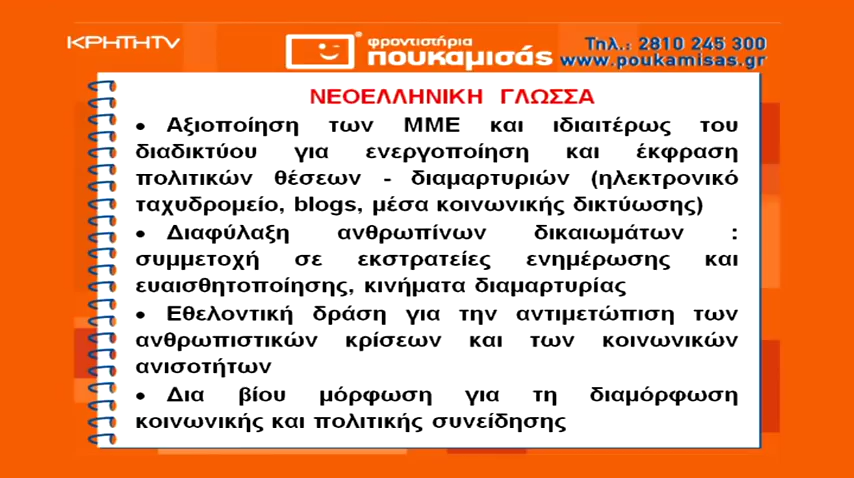 ΚΡΗΤΗTV
φροντιστήρια
πουκαμισάς
Τηλ.: 2810 245 300
www.poukamisas.gr
ΝΕΟΕΛΛΗΝΙΚΗ ΓΛΩΣΣΑ
• Αξιοποίηση των ΜΜΕ και ιδιαιτέρως του
διαδικτύου για ενεργοποίηση και έκφραση
πολιτικών θέσεων - διαμαρτυριών (ηλεκτρονικό
ταχυδρομείο, blogs, μέσα κοινωνικής δικτύωσης)
• Διαφύλαξη ανθρωπίνων δικαιωμάτων :
συμμετοχή σε εκστρατείες ενημέρωσης και
ευαισθητοποίησης, κινήματα διαμαρτυρίας
• Εθελοντική δράση για την αντιμετώπιση των
ανθρωπιστικών κρίσεων και των κοινωνικών
ανισοτήτων
• Δια βίου μόρφωση για τη διαμόρφωση
κοινωνικής και πολιτικής συνείδησης